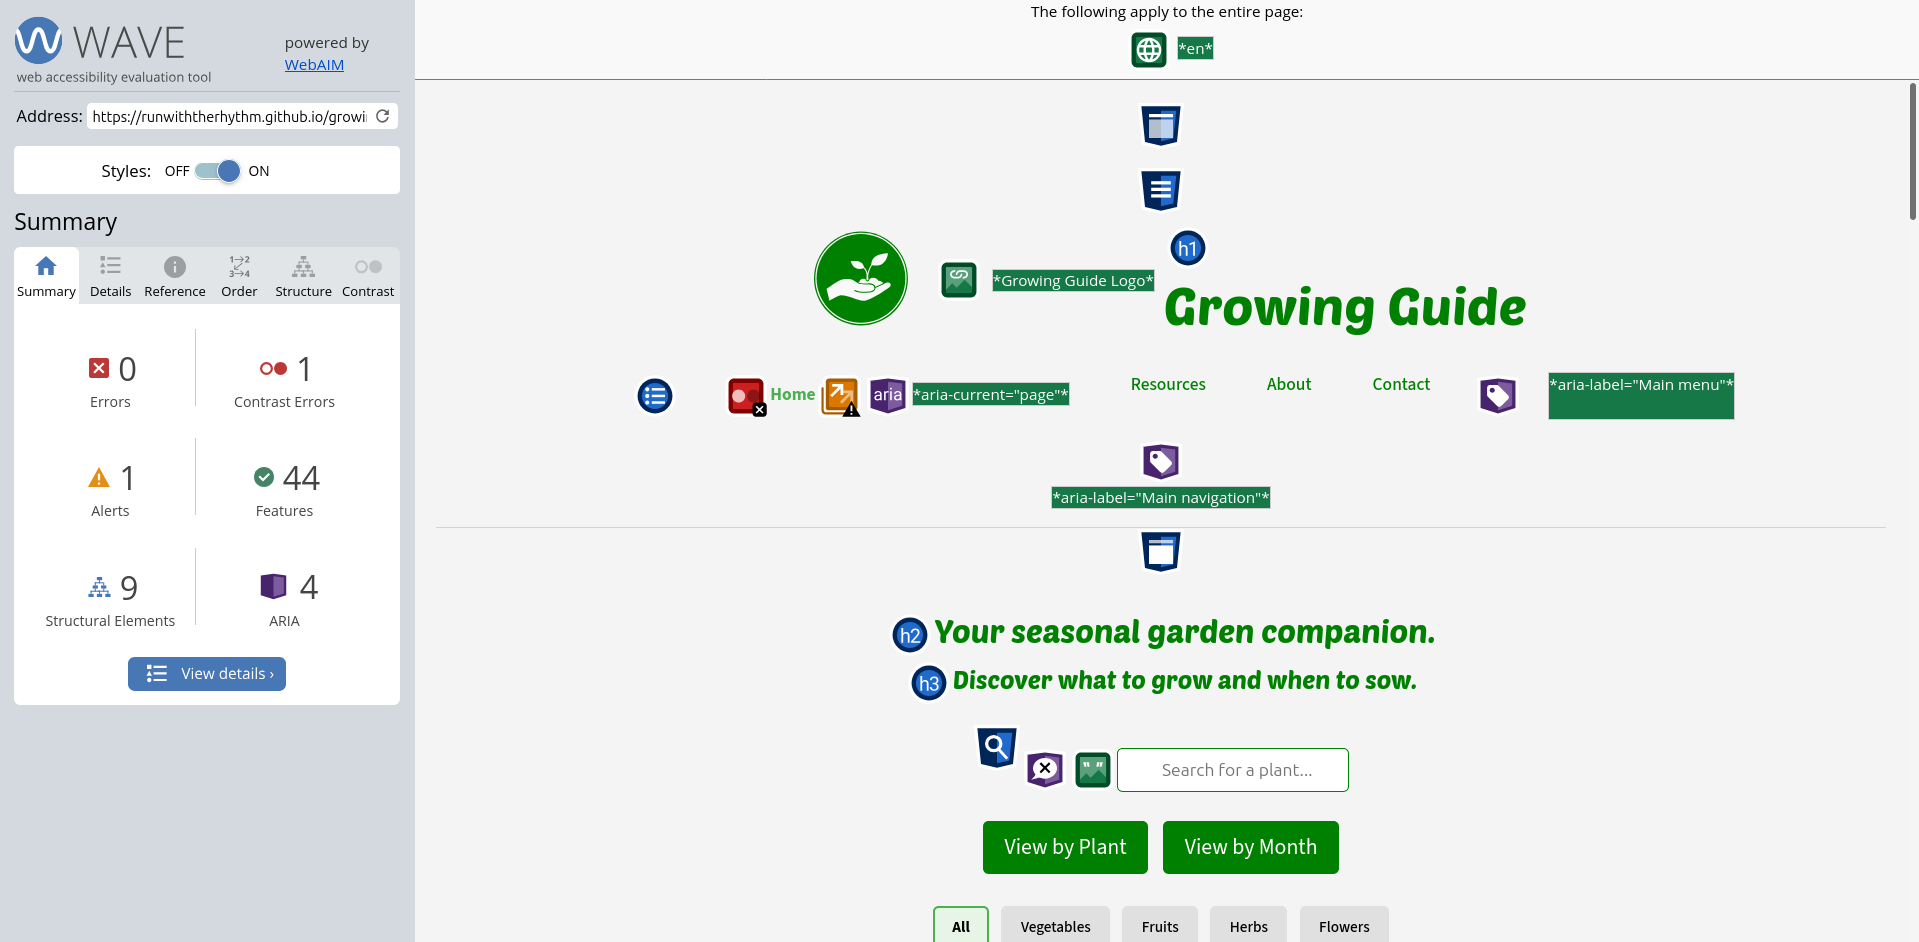 WAVE
web accessibility evaluation tool
powered by
WebAIM
Address: https://runwiththerhythm.github.io/growi
Styles: OFF ON
Summary
Summary Details Reference Order Structure Contrast
1 2
3 4
0 Errors
1 Contrast Errors
1 Alerts
44 Features
9 Structural Elements
4 ARIA
View details ›
The following apply to the entire page:
*en*
h1
*Growing Guide Logo*
Growing Guide
Home aria *aria-current="page"* Resources About Contact *aria-label="Main menu"*
*aria-label="Main navigation"*
h2 Your seasonal garden companion.
h3 Discover what to grow and when to sow.
Search for a plant...
View by Plant View by Month
All Vegetables Fruits Herbs Flowers